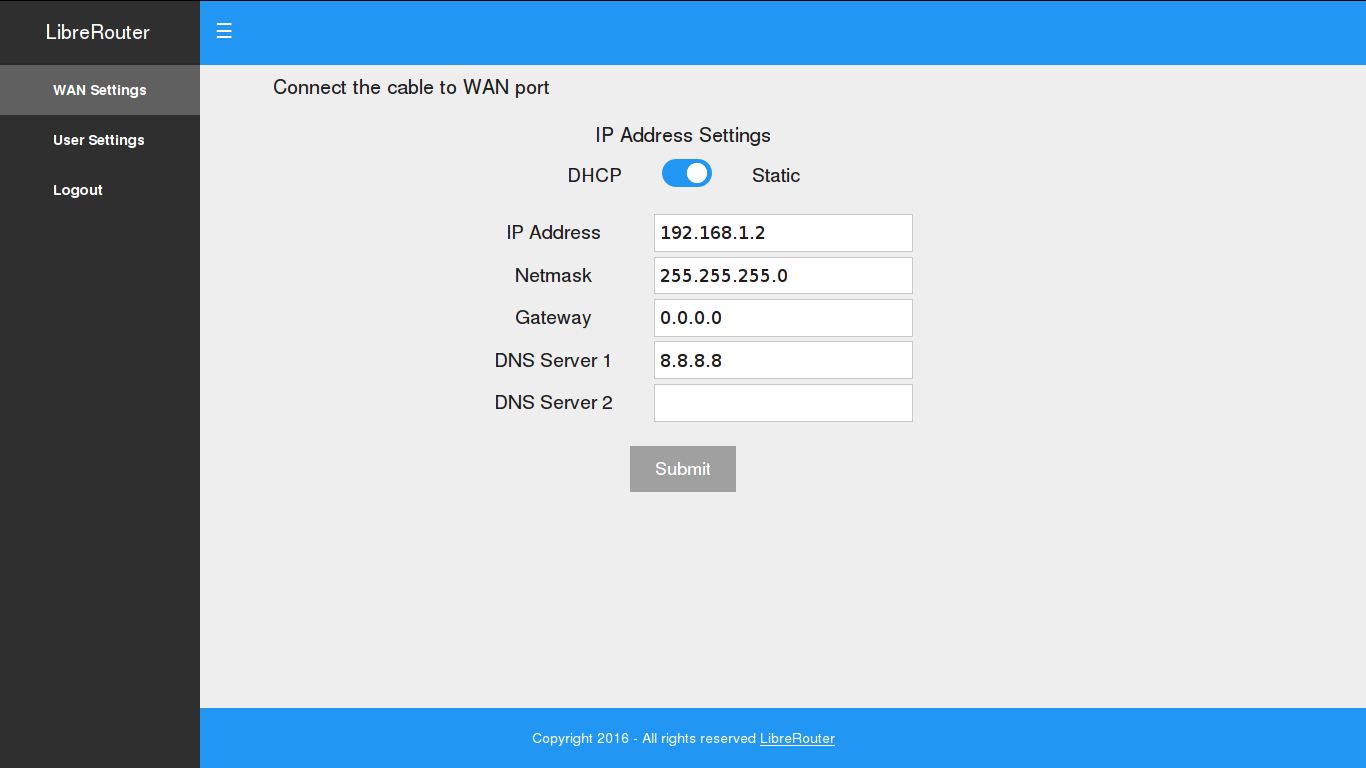 LibreRouter
☰
WAN Settings
User Settings
Logout
Connect the cable to WAN port
IP Address Settings
DHCP Static
IP Address 192.168.1.2
Netmask 255.255.255.0
Gateway 0.0.0.0
DNS Server 1 8.8.8.8
DNS Server 2
Submit
Copyright 2016 - All rights reserved LibreRouter